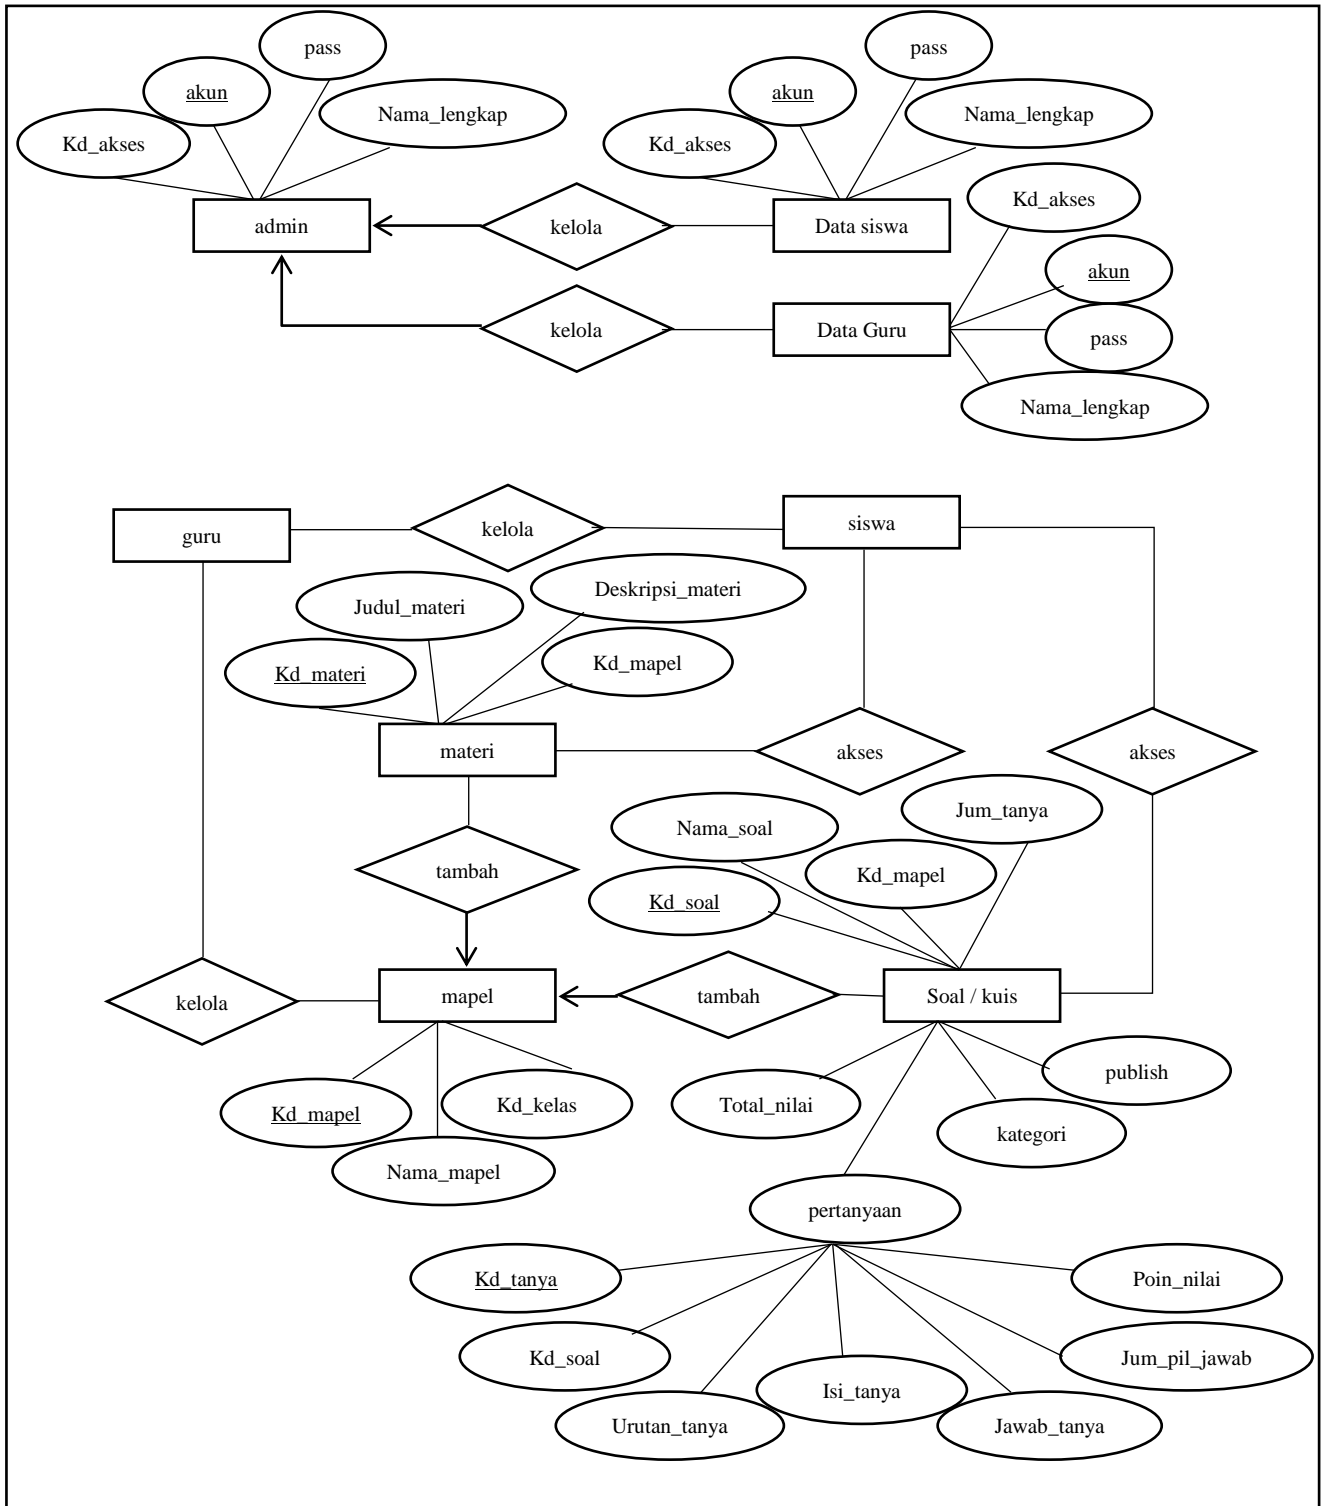 pass
pass
akun
akun
Nama_lengkap
Nama_lengkap
Kd_akses
Kd_akses
Kd_akses
admin
kelola
Data siswa
akun
kelola
Data Guru
pass
Nama_lengkap
guru
kelola
siswa
Judul_materi
Deskripsi_materi
Kd_materi
Kd_mapel
materi
akses
akses
Nama_soal
Jum_tanya
tambah
Kd_mapel
Kd_soal
kelola
mapel
tambah
Soal / kuis
Kd_mapel
Kd_kelas
Total_nilai
publish
Nama_mapel
kategori
pertanyaan
Kd_tanya
Poin_nilai
Kd_soal
Jum_pil_jawab
Isi_tanya
Urutan_tanya
Jawab_tanya